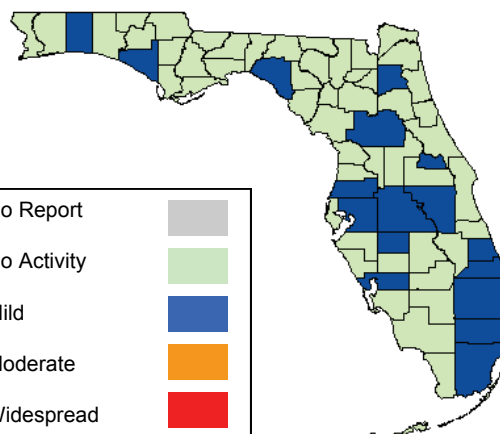 o Report
o Activity
ild
oderate
idespread